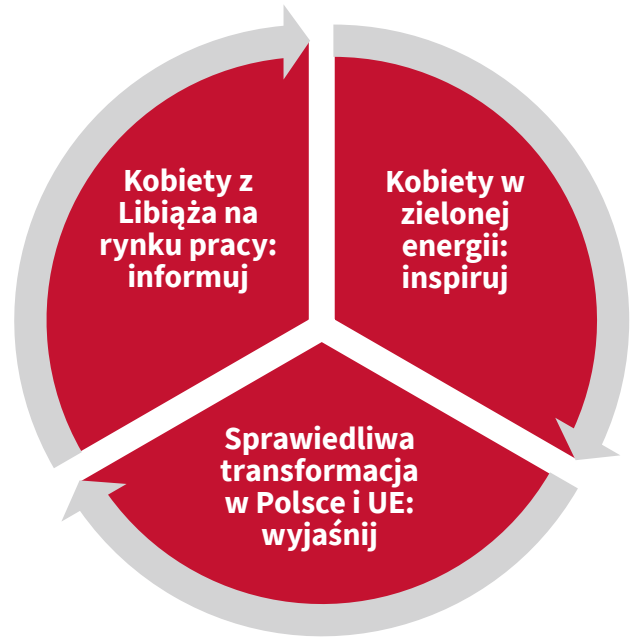 Kobiety z
Libiąża na
rynku pracy:
informuj
Kobiety w
zielonej
energii:
inspiruj
Sprawiedliwa
transformacja
w Polsce i UE:
wyjaśnij